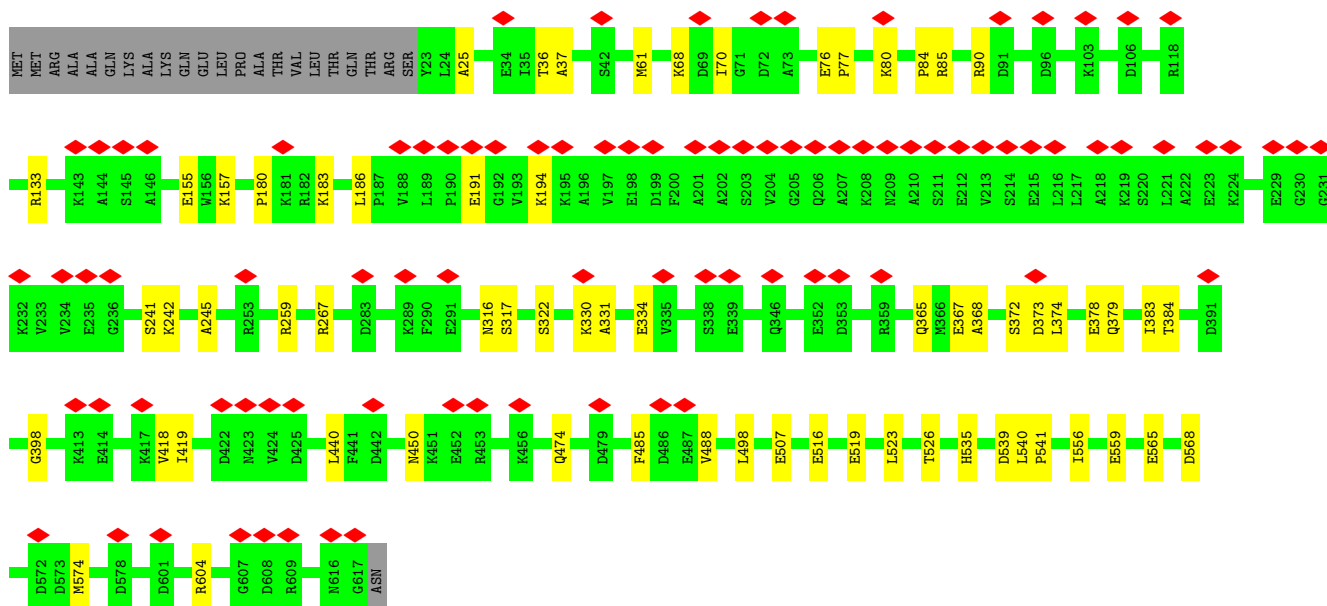 MET MET ARG ALA ALA GLN LYS ALA LYS GLN GLU LEU PRO ALA THR VAL LEU THR GLN THR ARG SER Y23 L24 A25 E34 I35 T36 A37 S42 M61 K68 D69 I70 G71 D72 A73 E76 P77 K80 P84 R85 R90 D91 D96 K103 D106 R118
R133 K143 A144 S145 A146 E155 W156 K157 P180 K181 R182 K183 L186 P187 V188 L189 P190 E191 G192 V193 K194 K195 A196 V197 E198 D199 F200 A201 A202 S203 V204 G205 Q206 A207 K208 N209 A210 S211 E212 V213 S214 E215 L216 L217 A218 K219 S220 L221 A222 E223 K224 E229 G230 G231
K232 V233 V234 E235 G236 S241 K242 A245 R253 R259 R267 D283 K289 F290 E291 N316 S317 S322 K330 A331 E334 V335 S338 E339 Q346 E352 D353 R359 Q365 M366 E367 A368 S372 D373 L374 E378 Q379 I383 T384 D391
G398 K413 E414 K417 V418 I419 D422 N423 V424 D425 L440 F441 D442 N450 K451 E452 R453 K456 Q474 D479 F485 D486 E487 V488 L498 E507 E516 E519 L523 T526 H535 D539 L540 P541 I556 E559 E565 D568
D572 D573 M574 D578 D601 R604 G607 D608 R609 N616 G617 ASN